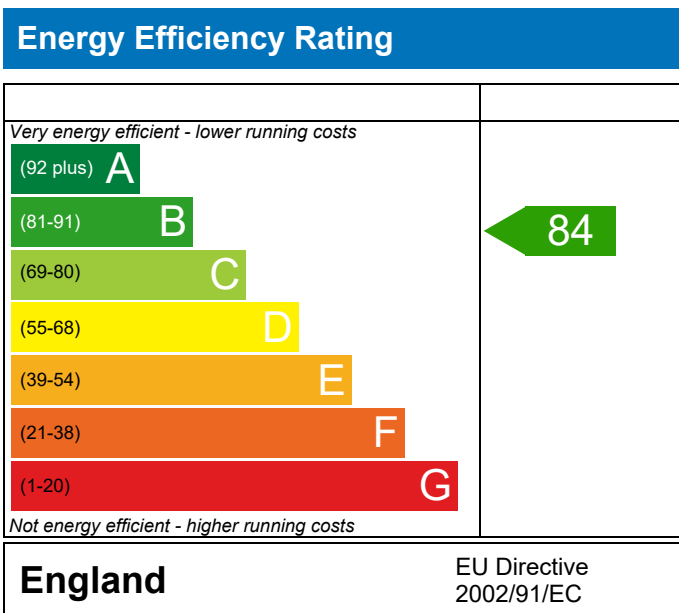 Energy Efficiency Rating
Very energy efficient - lower running costs
(92 plus) A
(81-91) B
84
(69-80) C
(55-68) D
(39-54) E
(21-38) F
(1-20) G
Not energy efficient - higher running costs
England
EU Directive
2002/91/EC